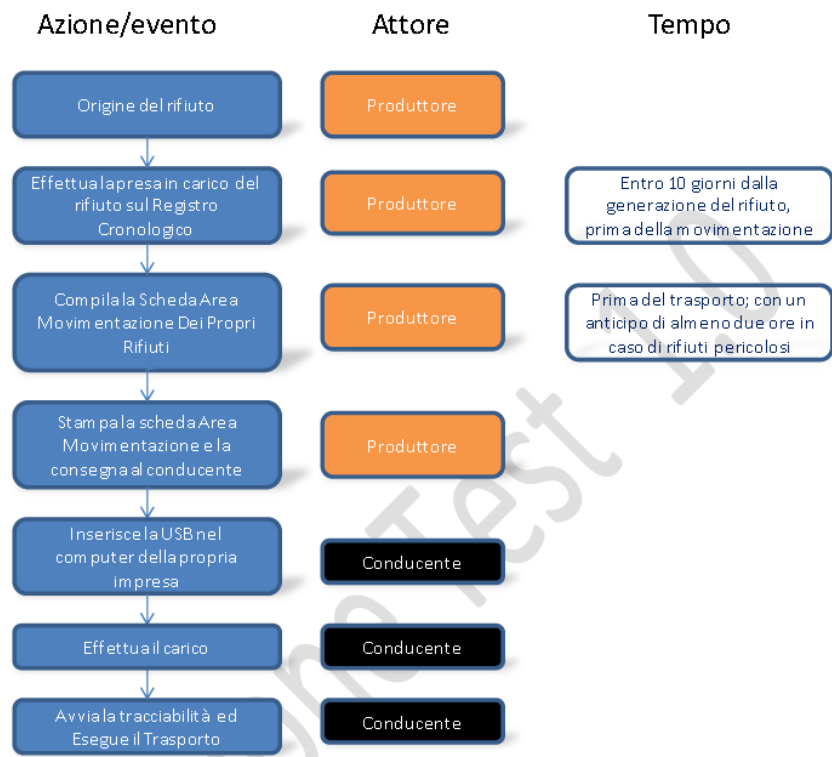 Azione/evento Attore Tempo
Origine del rifiuto
Produttore
Effettua la presa in carico del
rifiuto sul Registro
Cronologico
Produttore
Entro 10 giorni dalla
generazione del rifiuto,
prima della movimentazione
Compila la Scheda Area
Movimentazione Dei Propri
Rifiuti
Produttore
Prima del trasporto; con un
anticipo di almeno due ore in
caso di rifiuti pericolosi
Stampa la scheda Area
Movimentazione e la
consegna al conducente
Produttore
Inserisce la USB nel
computer della propria
impresa
Conducente
Effettua il carico
Conducente
Avvia la tracciabilità ed
Esegue il Trasporto
Conducente
Test 1.0